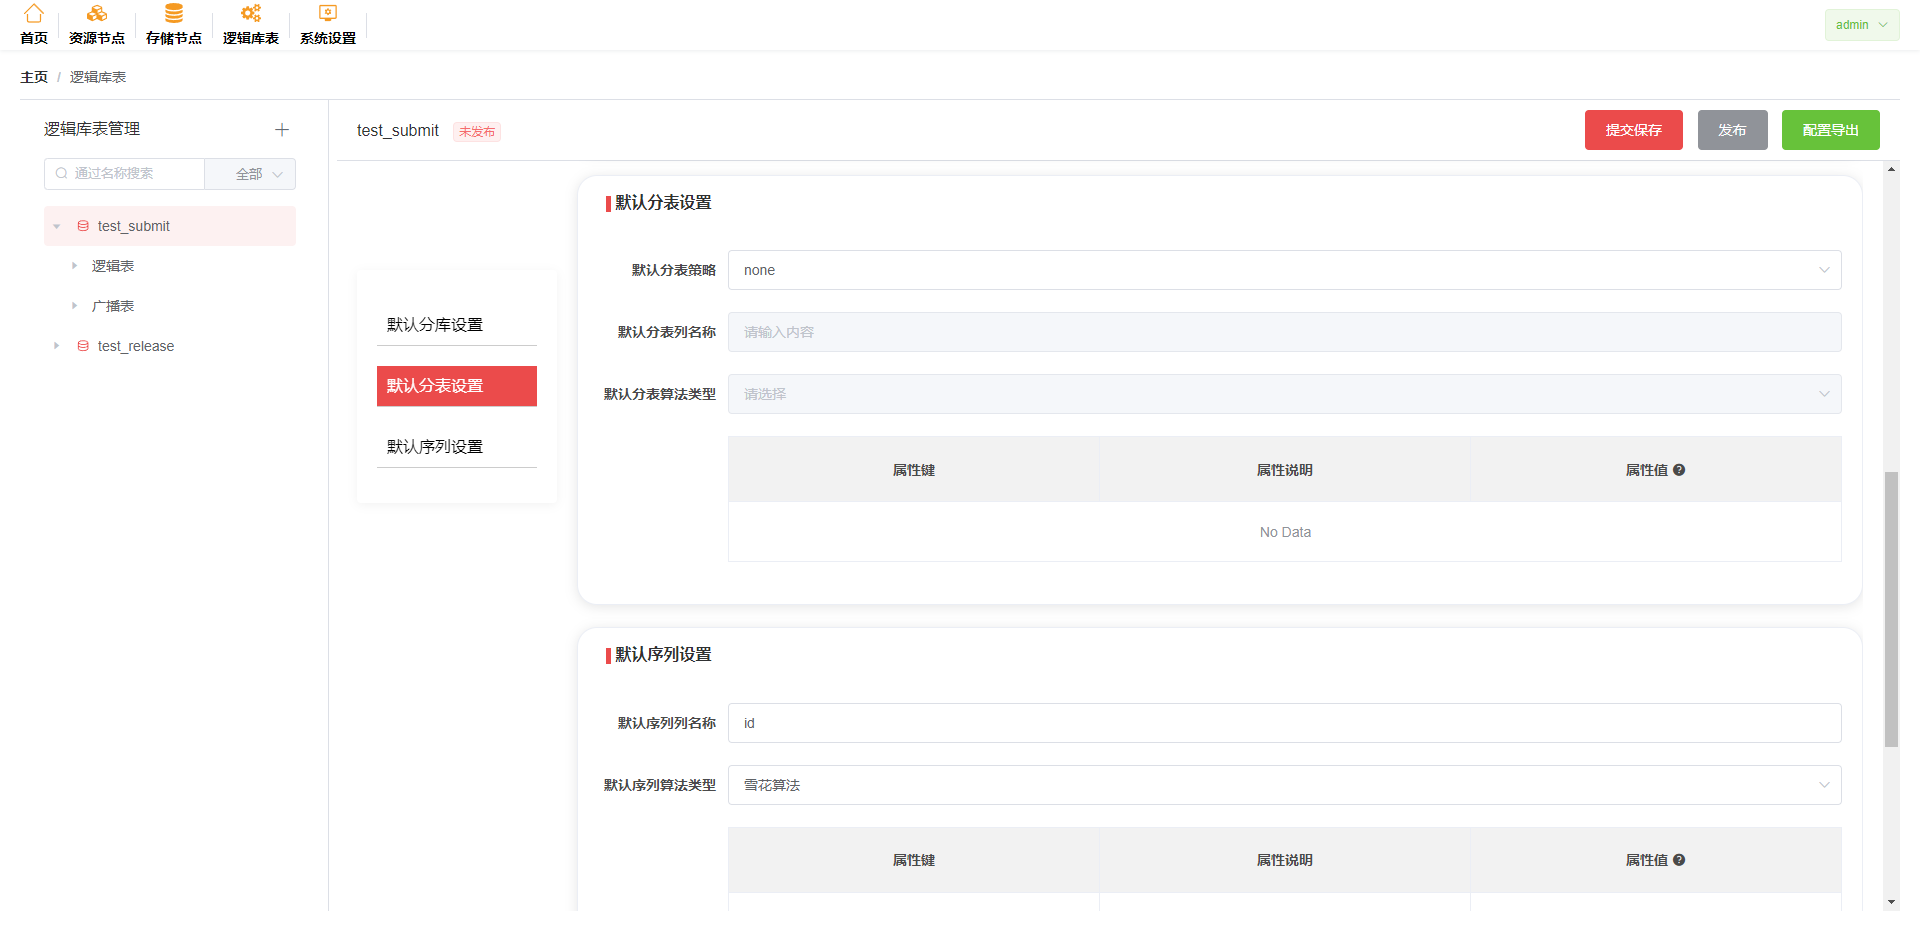 首页 资源节点 存储节点 逻辑库表 系统设置 admin
主页 / 逻辑库表
逻辑库表管理
通过名称搜索 全部
test_submit
逻辑表
广播表
test_release
test_submit 未发布 提交保存 发布 配置导出
默认分库设置
默认分表设置
默认序列设置
默认分表设置
默认分表策略 none
默认分表列名称 请输入内容
默认分表算法类型 请选择
属性键 属性说明 属性值
No Data
默认序列设置
默认序列列名称 id
默认序列算法类型 雪花算法
属性键 属性说明 属性值